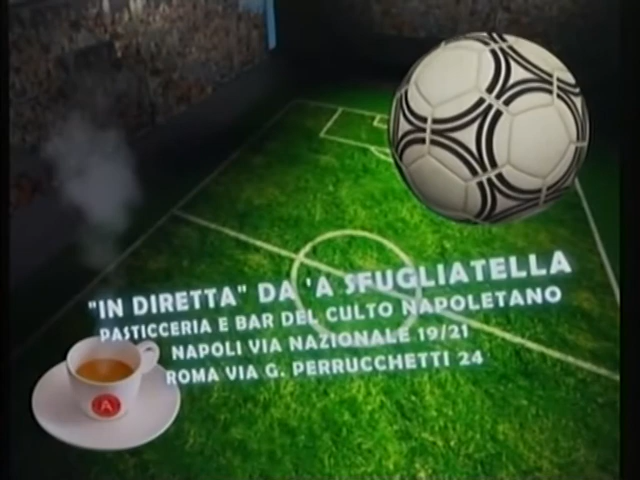 "IN DIRETTA" DA 'A SFUGLIATELLA
PASTICCERIA E BAR DEL CULTO NAPOLETANO
NAPOLI VIA NAZIONALE 19/21
ROMA VIA G. PERRUCCHETTI 24
A